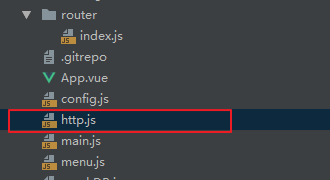 router
index.js
.gitrepo
App.vue
config.js
http.js
main.js
menu.js